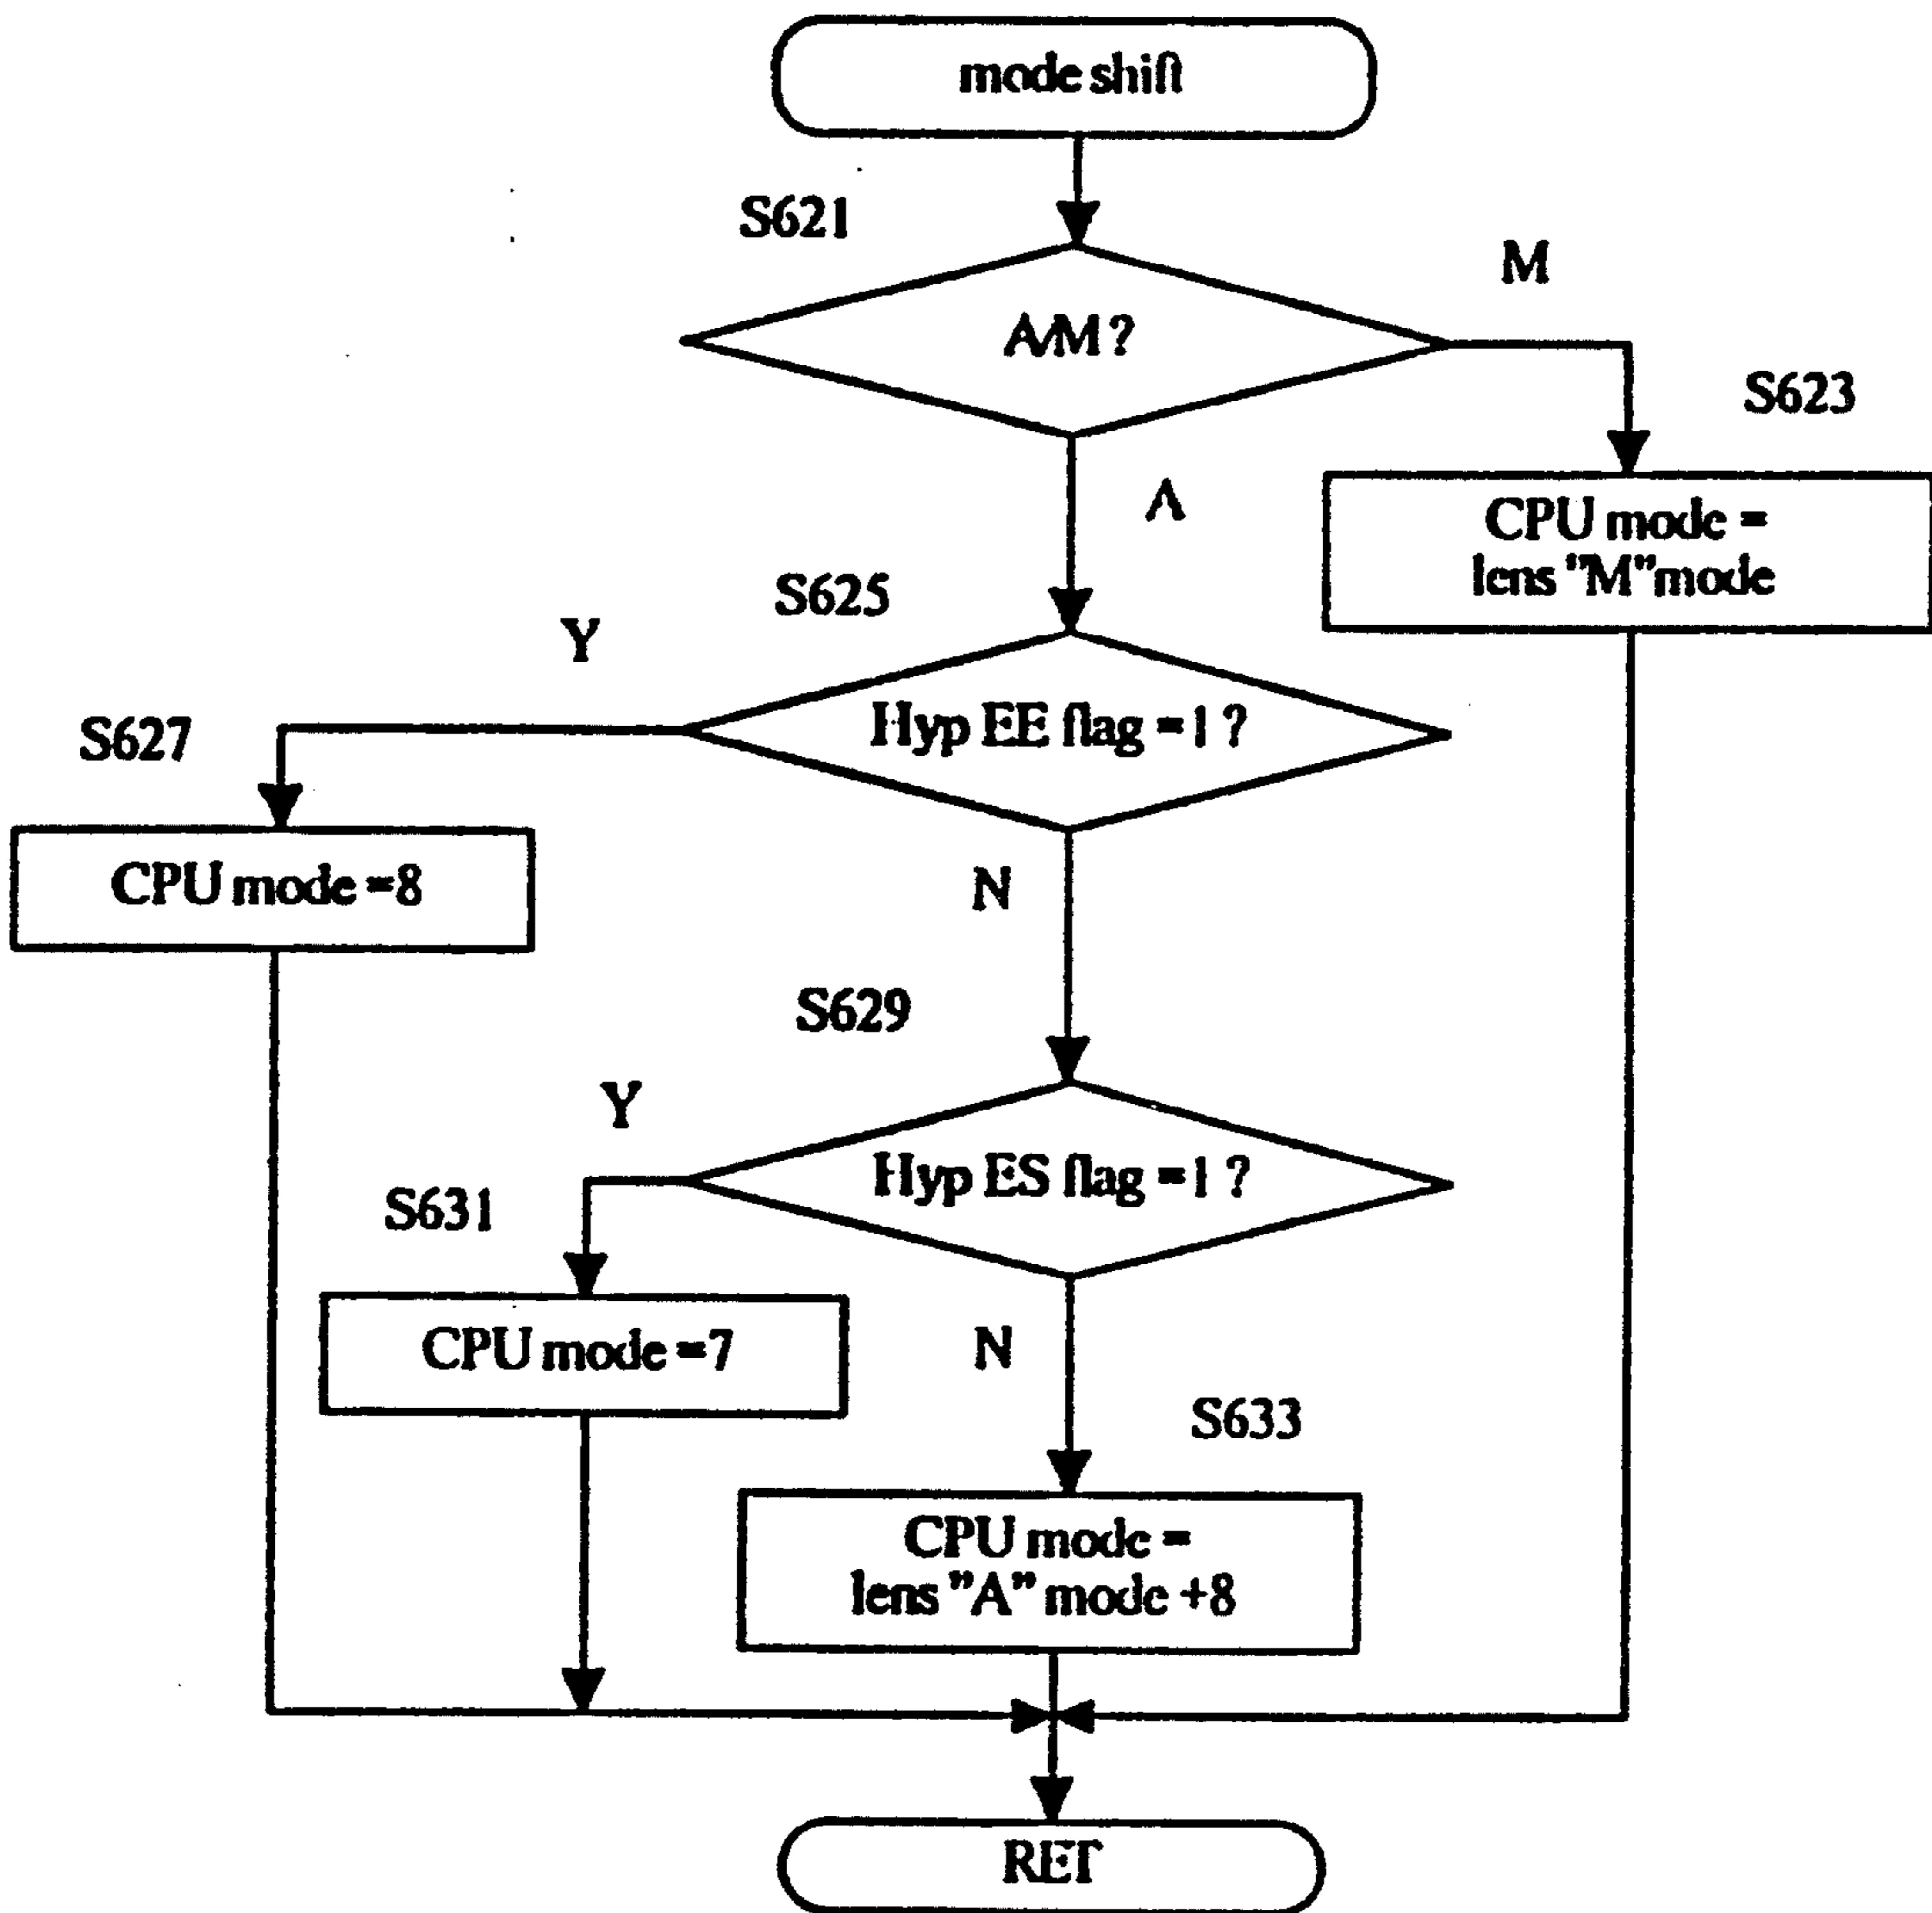 mode shift
S621
A/M ?
M
S623
CPU mode =
lens "M" mode
A
S625
Y
Hyp EE flag =1 ?
S627
CPU mode =8
N
S629
Y
Hyp ES flag =1 ?
S631
CPU mode =7
N
S633
CPU mode =
lens "A" mode +8
RET